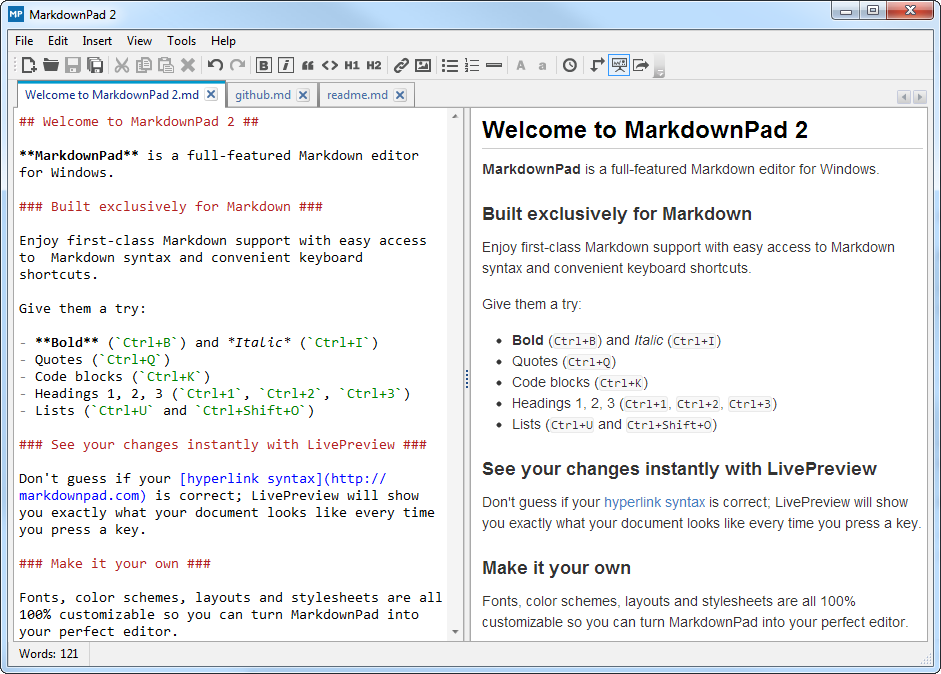 MP MarkdownPad 2
File Edit Insert View Tools Help
B i H1 H2 A a
Welcome to MarkdownPad 2.md github.md readme.md
## Welcome to MarkdownPad 2 ##
**MarkdownPad** is a full-featured Markdown editor
for Windows.
### Built exclusively for Markdown ###
Enjoy first-class Markdown support with easy access
to  Markdown syntax and convenient keyboard
shortcuts.
Give them a try:
- **Bold** (`Ctrl+B`) and *Italic* (`Ctrl+I`)
- Quotes (`Ctrl+Q`)
- Code blocks (`Ctrl+K`)
- Headings 1, 2, 3 (`Ctrl+1`, `Ctrl+2`, `Ctrl+3`)
- Lists (`Ctrl+U` and `Ctrl+Shift+O`)
### See your changes instantly with LivePreview ###
Don't guess if your [hyperlink syntax](http://
markdownpad.com) is correct; LivePreview will show
you exactly what your document looks like every time
you press a key.
### Make it your own ###
Fonts, color schemes, layouts and stylesheets are all
100% customizable so you can turn MarkdownPad into
your perfect editor.
Welcome to MarkdownPad 2
MarkdownPad is a full-featured Markdown editor for Windows.
Built exclusively for Markdown
Enjoy first-class Markdown support with easy access to Markdown
syntax and convenient keyboard shortcuts.
Give them a try:
• Bold (Ctrl+B) and Italic (Ctrl+I)
• Quotes (Ctrl+Q)
• Code blocks (Ctrl+K)
• Headings 1, 2, 3 (Ctrl+1, Ctrl+2, Ctrl+3)
• Lists (Ctrl+U and Ctrl+Shift+O)
See your changes instantly with LivePreview
Don't guess if your hyperlink syntax is correct; LivePreview will show
you exactly what your document looks like every time you press a key.
Make it your own
Fonts, color schemes, layouts and stylesheets are all 100%
customizable so you can turn MarkdownPad into your perfect editor.
Words: 121